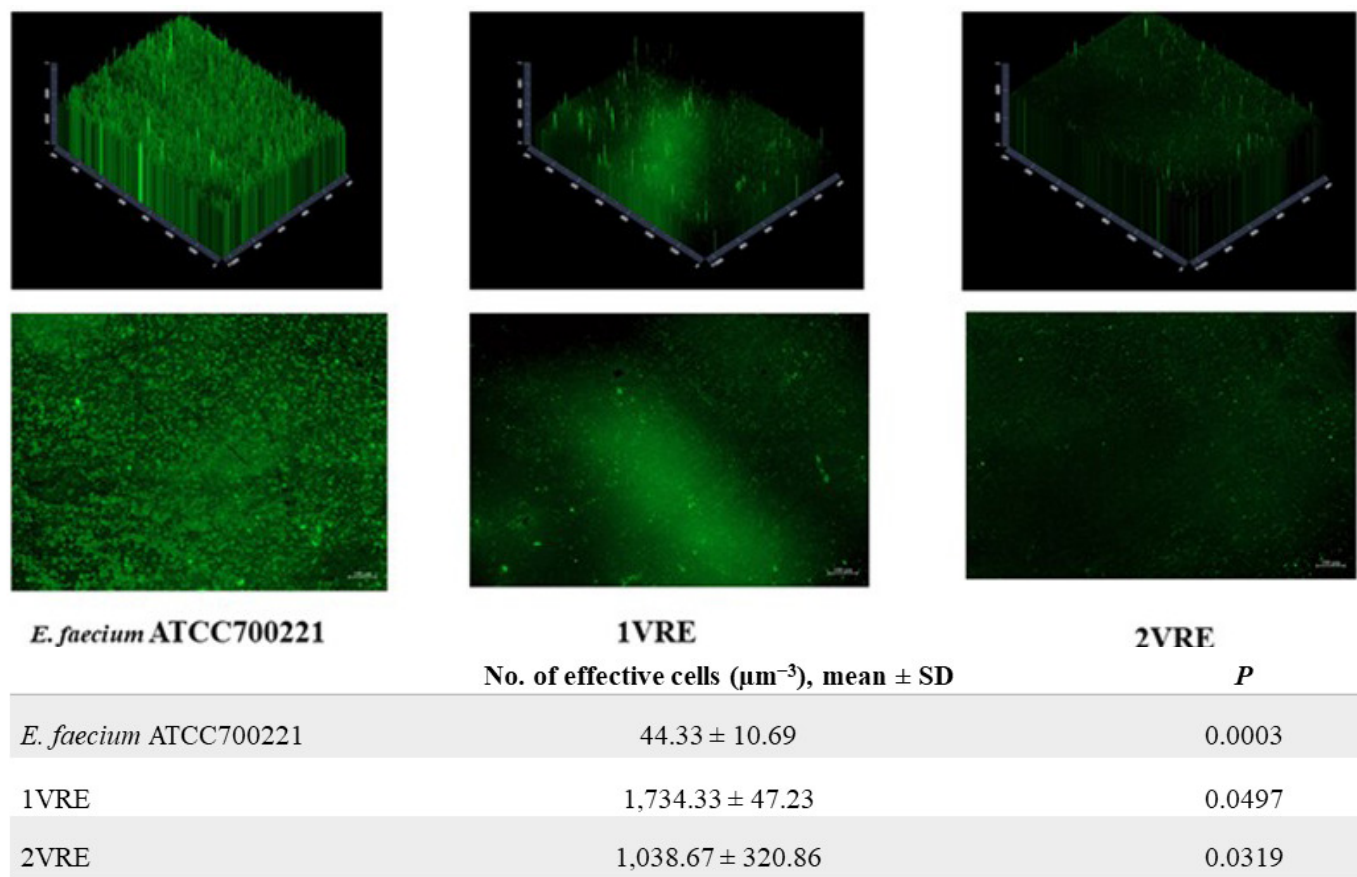 E. faecium ATCC700221 1VRE 2VRE
No. of effective cells (μm⁻³), mean ± SD P
E. faecium ATCC700221 44.33 ± 10.69 0.0003
1VRE 1,734.33 ± 47.23 0.0497
2VRE 1,038.67 ± 320.86 0.0319